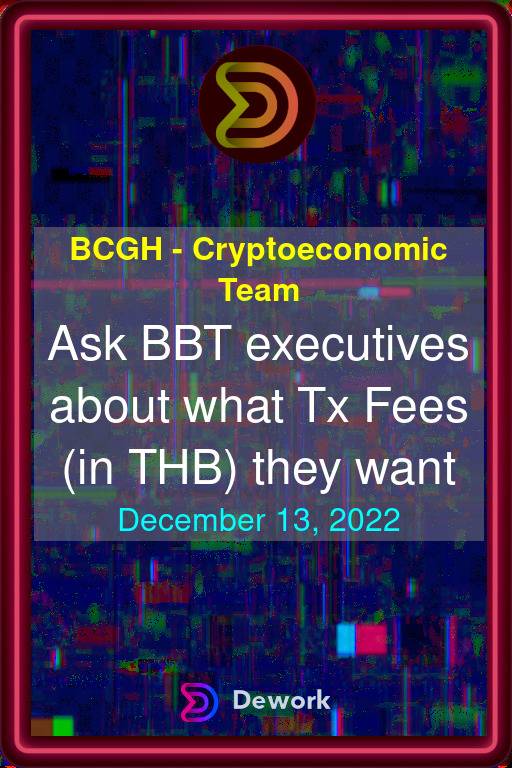 BCGH - Cryptoeconomic
Team
Ask BBT executives
about what Tx Fees
(in THB) they want
December 13, 2022
Dework